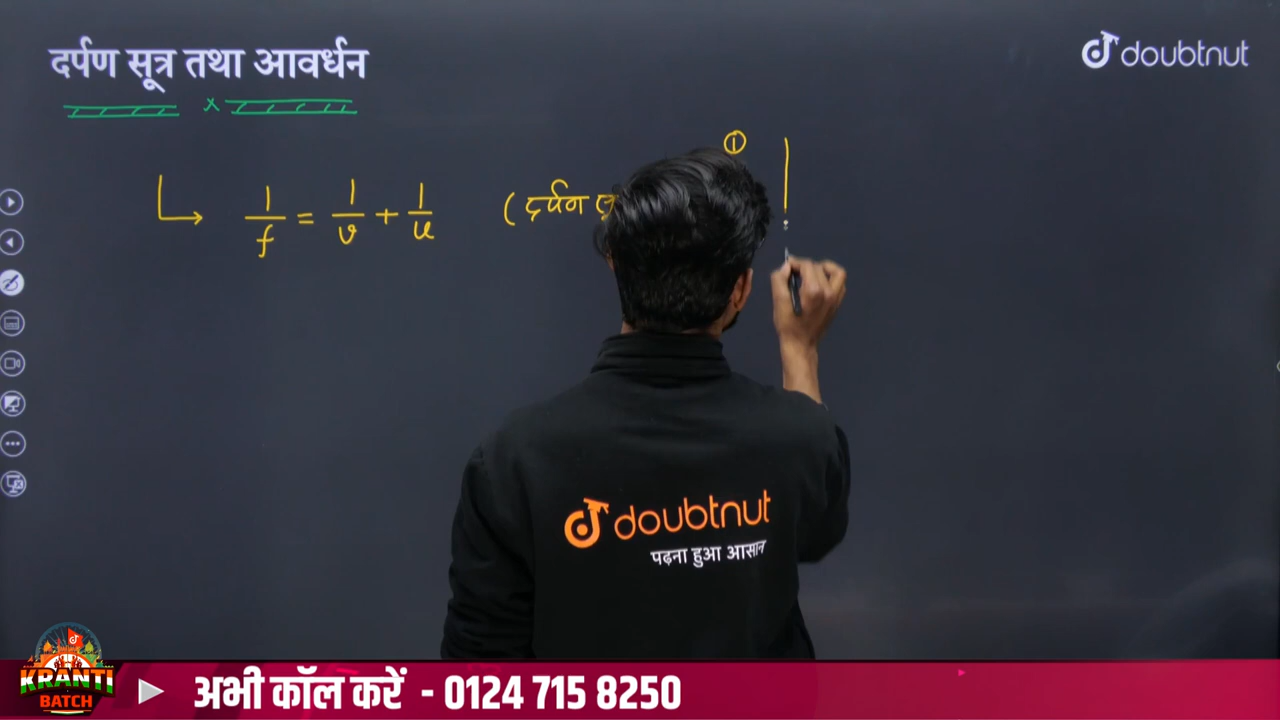 दर्पण सूत्र तथा आवर्धन
doubtnut
①
1/f = 1/v + 1/u (दर्पन
doubtnut
पढ़ना हुआ आसान
KRANTI
BATCH
अभी कॉल करें - 0124 715 8250